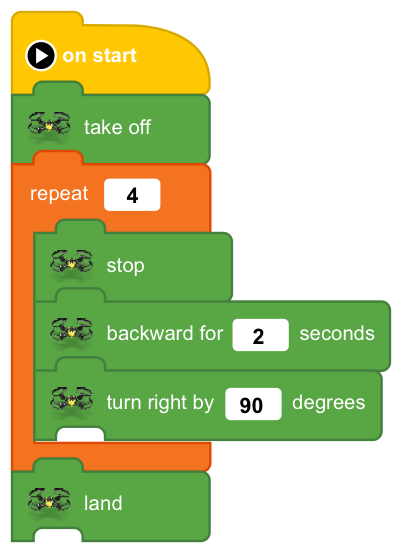 on start
take off
repeat 4
stop
backward for 2 seconds
turn right by 90 degrees
land